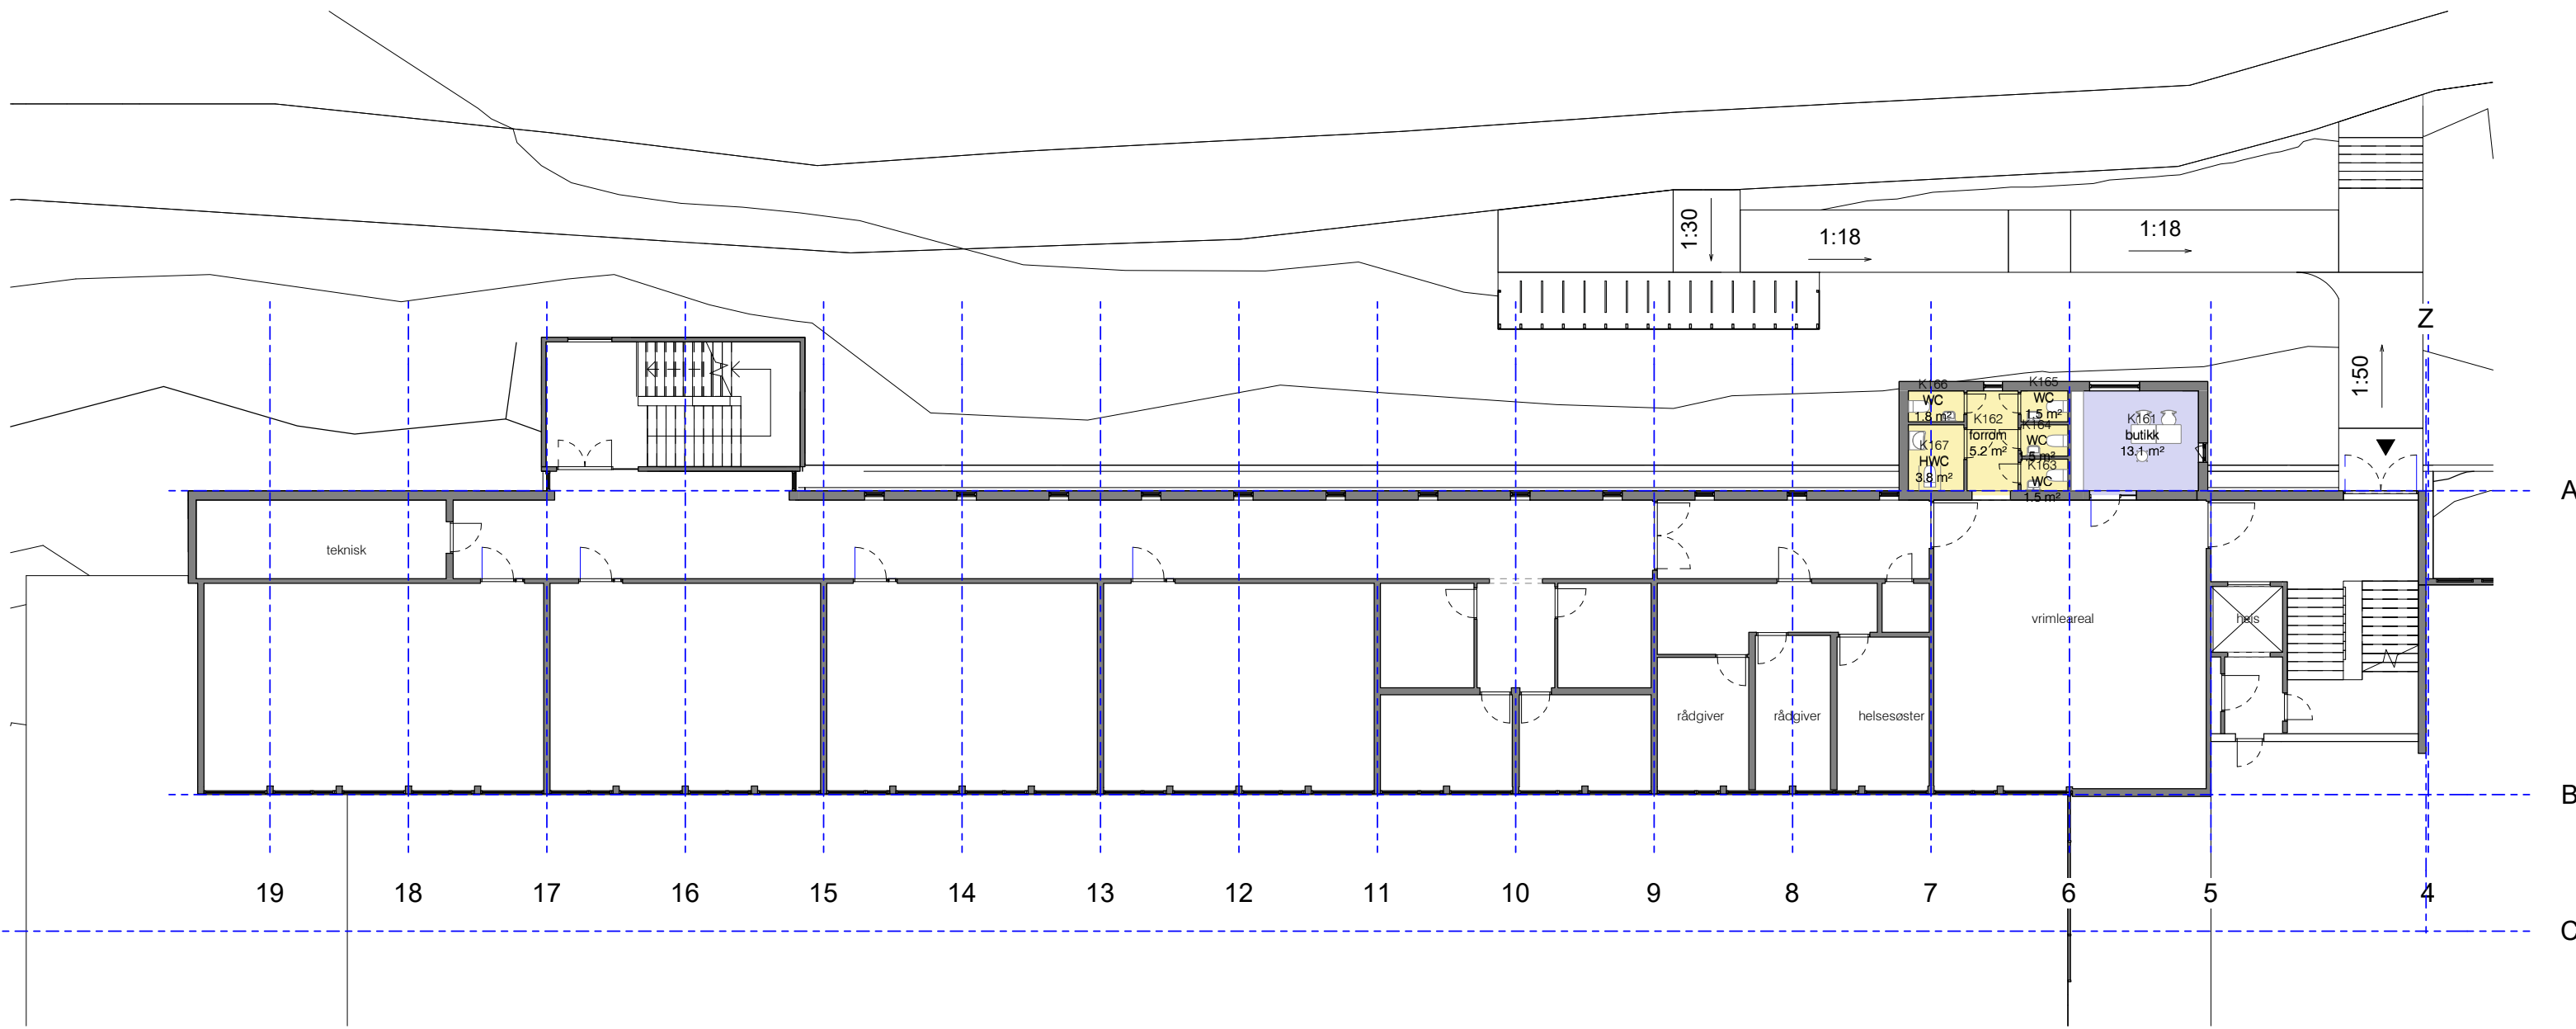 1:30
1:18
1:18
Z
1:50
K166
WC
1.8 m²
K162
forrom
5.2 m²
K165
WC
1.5 m²
K164
WC
K163
WC
1.5 m²
K167
HWC
3.8 m²
K161
butikk
13.1 m²
A
teknisk
vrimleareal
heis
rådgiver
rådgiver
helsesøster
B
19
18
17
16
15
14
13
12
11
10
9
8
7
6
5
4
C